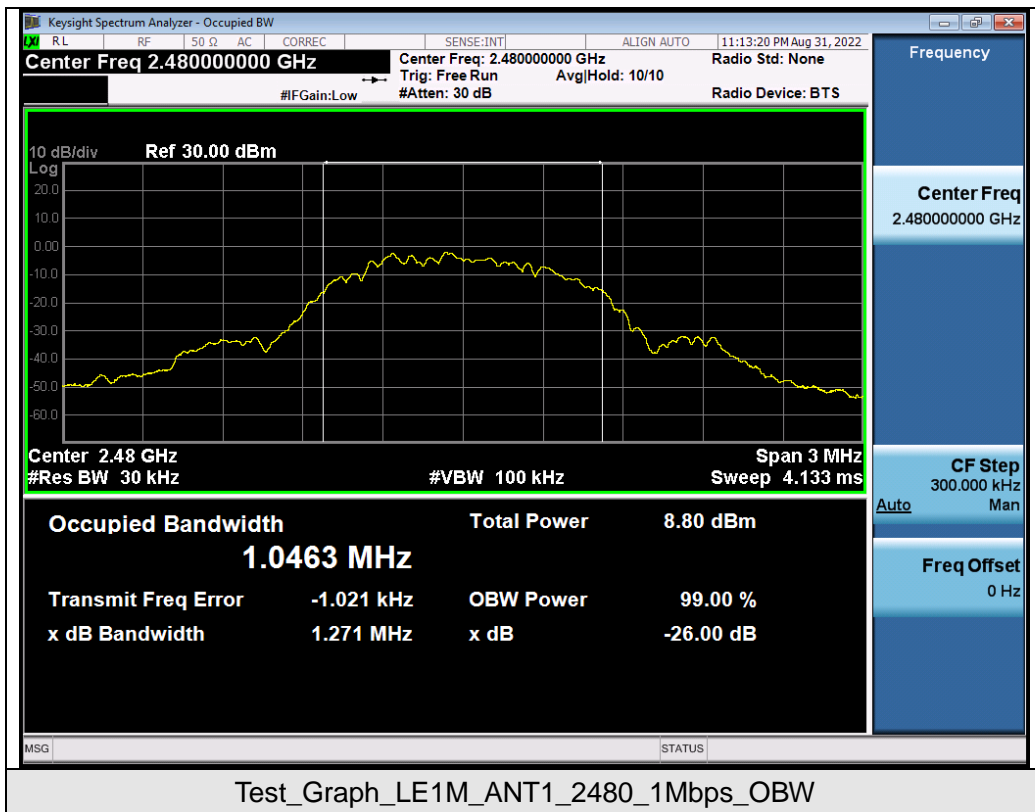 Keysight Spectrum Analyzer - Occupied BW
LXI RL RF 50 Ω AC CORREC SENSE:INT ALIGN AUTO 11:13:20 PM Aug 31, 2022
Center Freq 2.480000000 GHz
Center Freq: 2.480000000 GHz
Radio Std: None
Trig: Free Run Avg|Hold: 10/10
#IFGain:Low #Atten: 30 dB Radio Device: BTS
Frequency
10 dB/div Ref 30.00 dBm
Log
20.0
10.0
0.00
-10.0
-20.0
-30.0
-40.0
-50.0
-60.0
Center 2.48 GHz Span 3 MHz
#Res BW 30 kHz #VBW 100 kHz Sweep 4.133 ms
Center Freq
2.480000000 GHz
CF Step
300.000 kHz
Auto Man
Freq Offset
0 Hz
Occupied Bandwidth Total Power 8.80 dBm
1.0463 MHz
Transmit Freq Error -1.021 kHz OBW Power 99.00 %
x dB Bandwidth 1.271 MHz x dB -26.00 dB
MSG STATUS
Test_Graph_LE1M_ANT1_2480_1Mbps_OBW